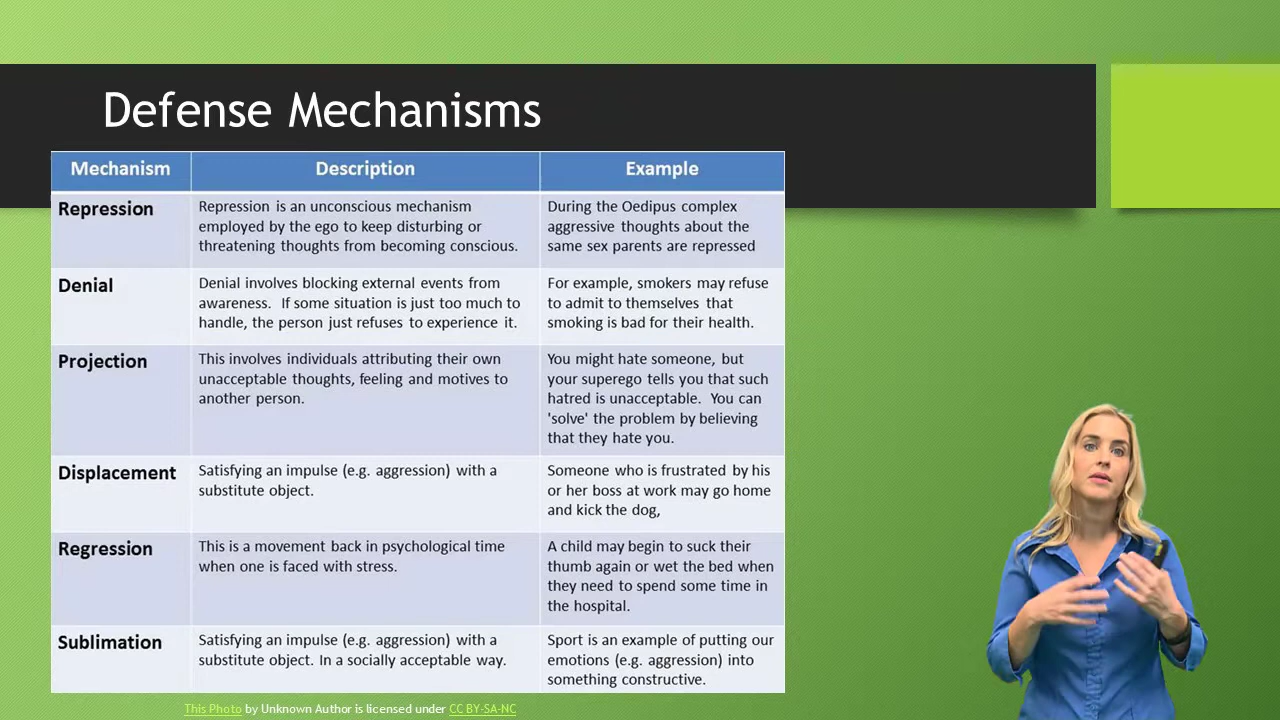 Defense Mechanisms
Mechanism
Description
Example
Repression
Repression is an unconscious mechanism
employed by the ego to keep disturbing or
threatening thoughts from becoming conscious.
During the Oedipus complex
aggressive thoughts about the
same sex parents are repressed
Denial
Denial involves blocking external events from
awareness.  If some situation is just too much to
handle, the person just refuses to experience it.
For example, smokers may refuse
to admit to themselves that
smoking is bad for their health.
Projection
This involves individuals attributing their own
unacceptable thoughts, feeling and motives to
another person.
You might hate someone, but
your superego tells you that such
hatred is unacceptable.  You can
'solve' the problem by believing
that they hate you.
Displacement
Satisfying an impulse (e.g. aggression) with a
substitute object.
Someone who is frustrated by his
or her boss at work may go home
and kick the dog,
Regression
This is a movement back in psychological time
when one is faced with stress.
A child may begin to suck their
thumb again or wet the bed when
they need to spend some time in
the hospital.
Sublimation
Satisfying an impulse (e.g. aggression) with a
substitute object. In a socially acceptable way.
Sport is an example of putting our
emotions (e.g. aggression) into
something constructive.
This Photo by Unknown Author is licensed under CC BY-SA-NC